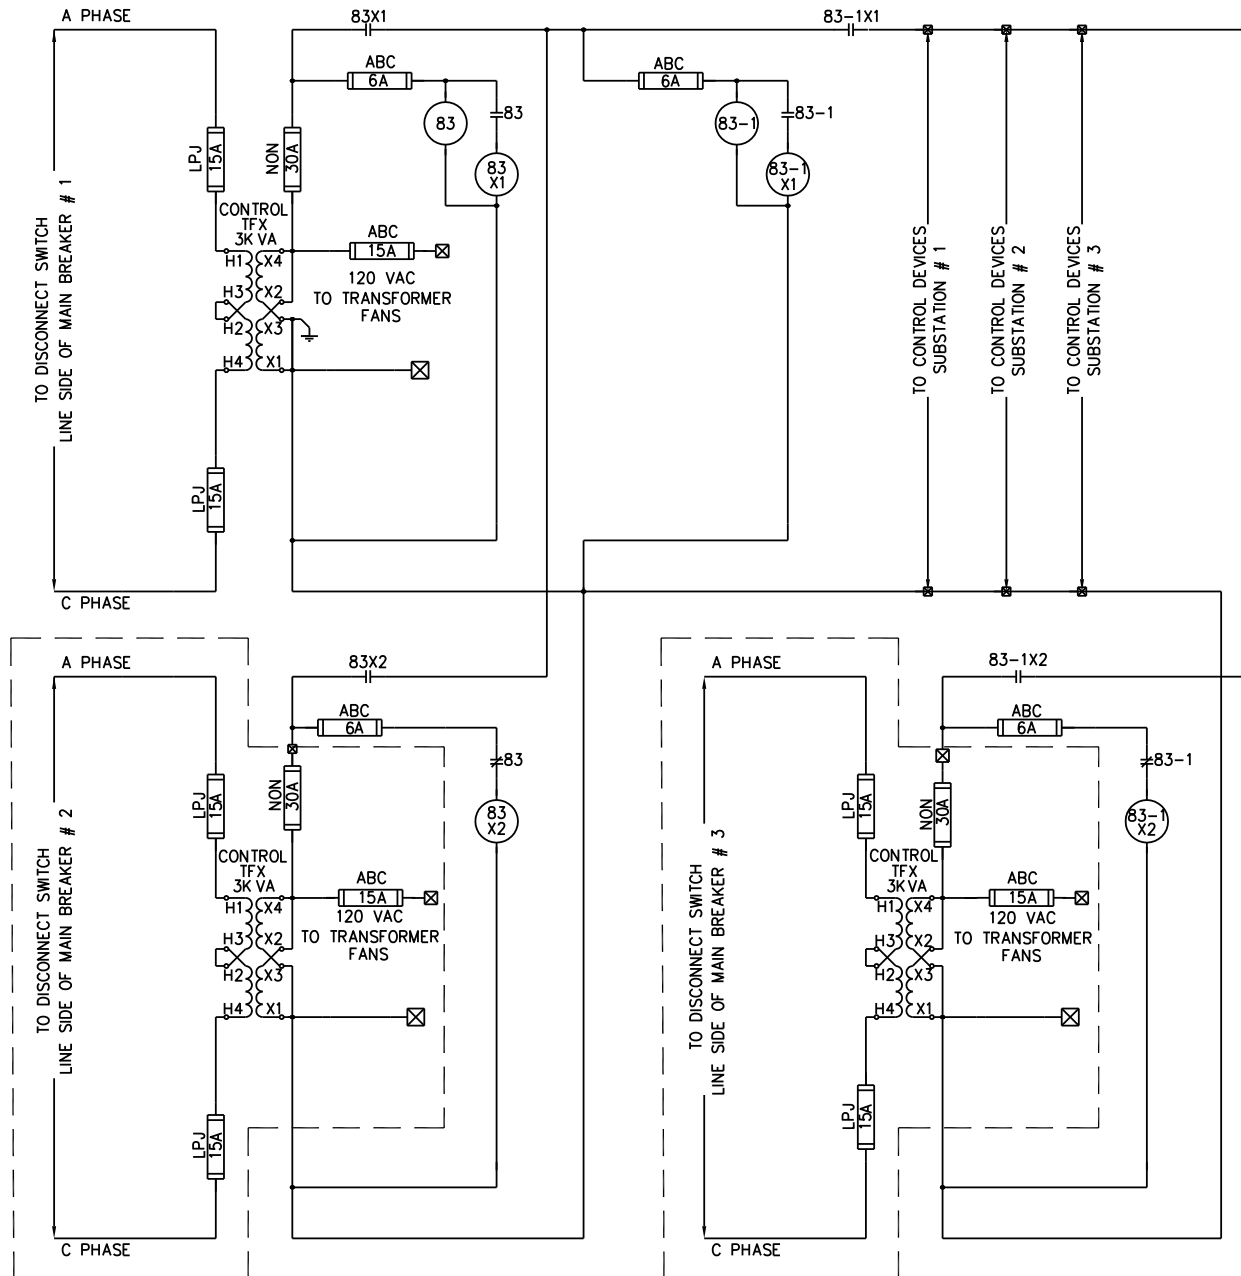 A PHASE
83X1
83-1X1
ABC
6A
83
83
83
X1
ABC
6A
83-1
83-1
83-1
X1
LPJ
15A
NON
30A
CONTROL
TFX
3KVA
H1
X4
H3
X2
H2
X3
H4
X1
ABC
15A
120 VAC
TO TRANSFORMER
FANS
TO DISCONNECT SWITCH
LINE SIDE OF MAIN BREAKER # 1
LPJ
15A
C PHASE
TO CONTROL DEVICES
SUBSTATION # 1
TO CONTROL DEVICES
SUBSTATION # 2
TO CONTROL DEVICES
SUBSTATION # 3
A PHASE
83X2
ABC
6A
83
83
X2
LPJ
15A
NON
30A
CONTROL
TFX
3KVA
H1
X4
H3
X2
H2
X3
H4
X1
ABC
15A
120 VAC
TO TRANSFORMER
FANS
TO DISCONNECT SWITCH
LINE SIDE OF MAIN BREAKER # 2
LPJ
15A
C PHASE
A PHASE
83-1X2
ABC
6A
83-1
83-1
X2
LPJ
15A
NON
30A
CONTROL
TFX
3KVA
H1
X4
H3
X2
H2
X3
H4
X1
ABC
15A
120 VAC
TO TRANSFORMER
FANS
TO DISCONNECT SWITCH
LINE SIDE OF MAIN BREAKER # 3
LPJ
15A
C PHASE